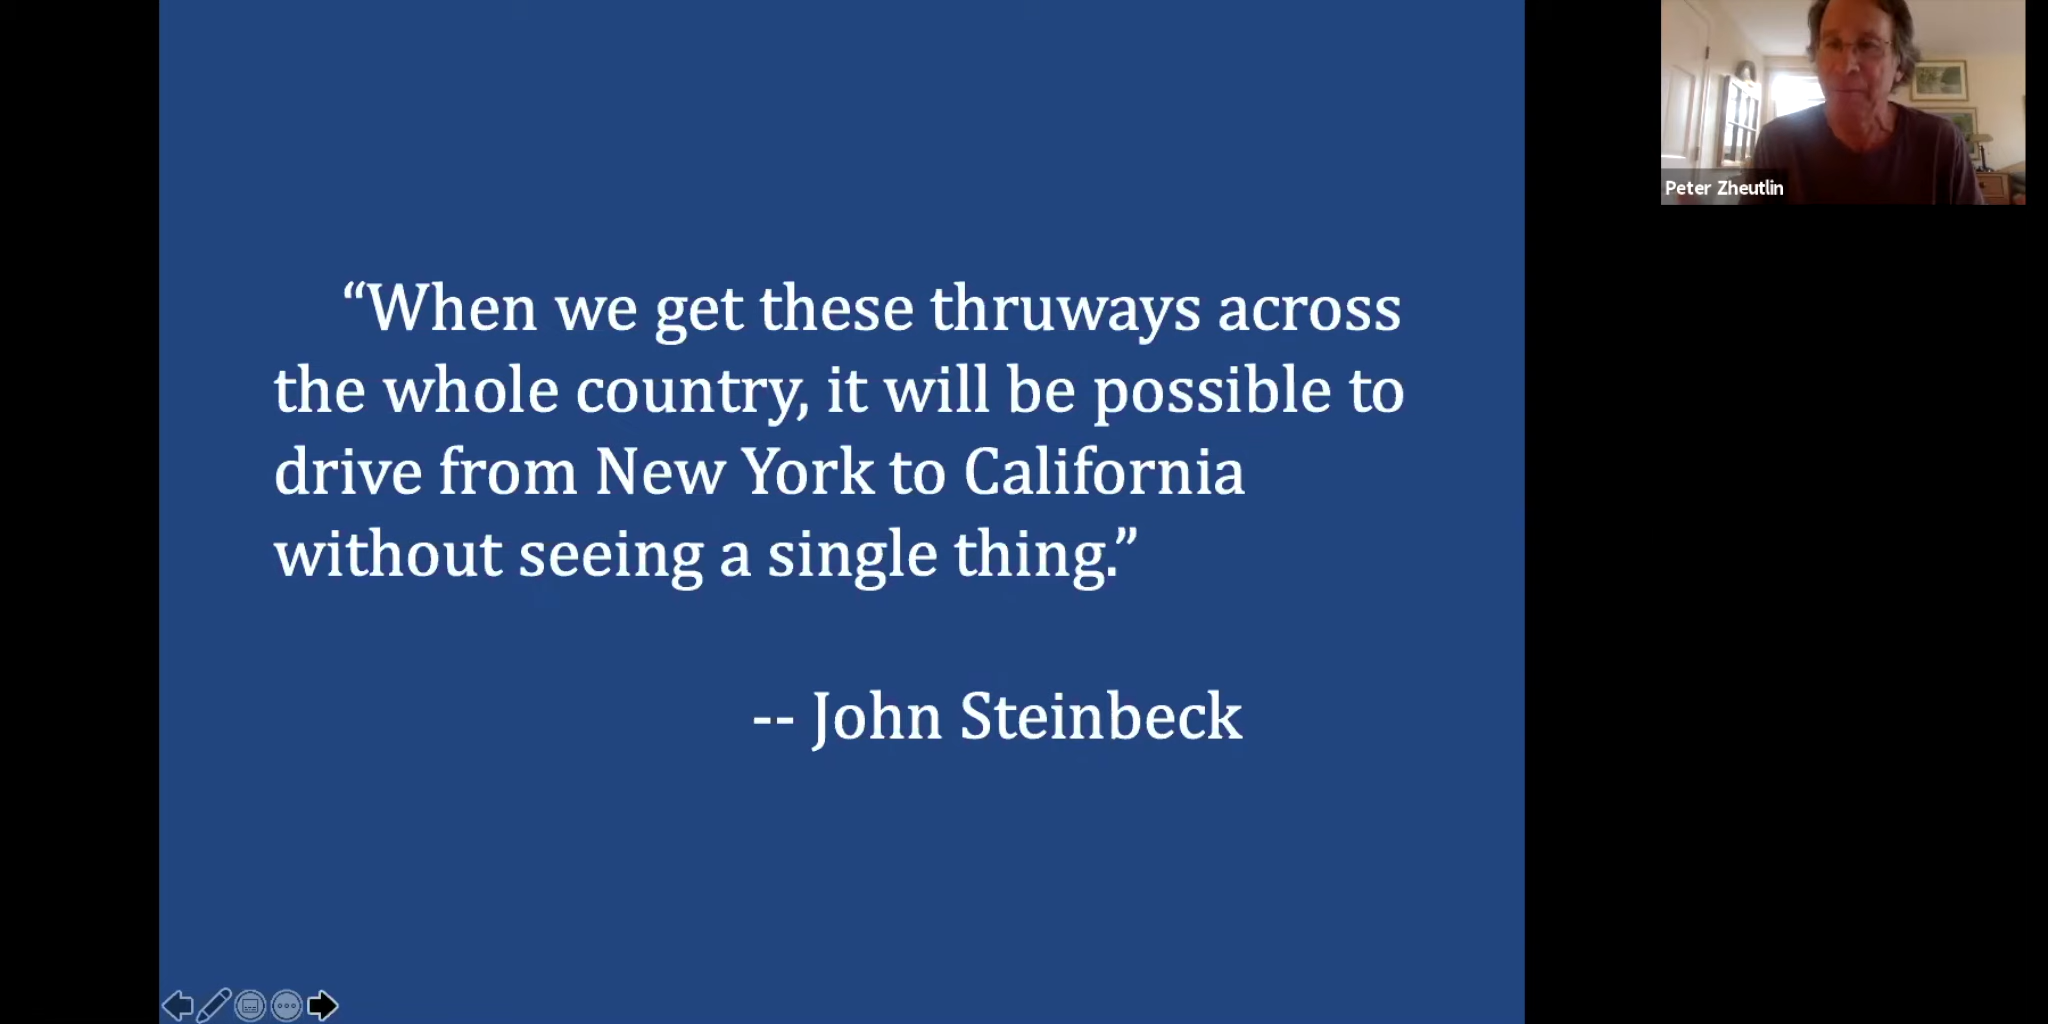 “When we get these thruways across
the whole country, it will be possible to
drive from New York to California
without seeing a single thing.”
-- John Steinbeck
Peter Zheutlin